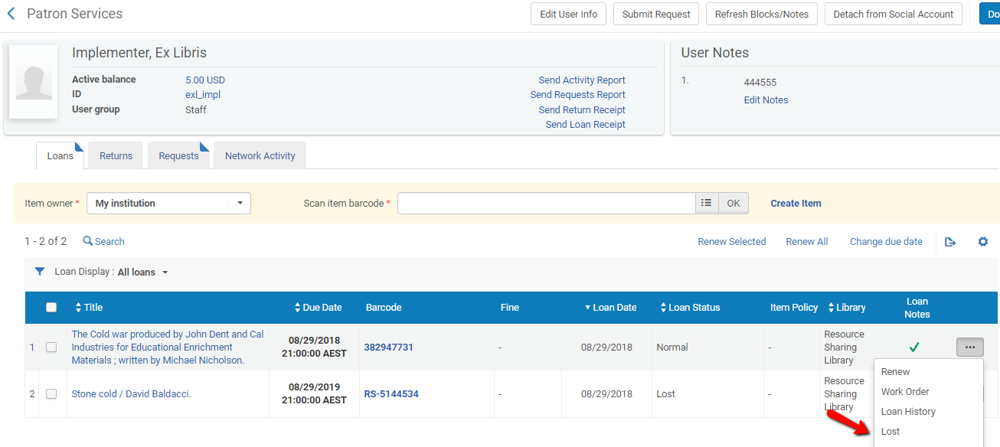 Patron Services
Edit User Info
Submit Request
Refresh Blocks/Notes
Detach from Social Account
Do
Implementer, Ex Libris
Active balance 5.00 USD
ID exl_impl
User group Staff
Send Activity Report
Send Requests Report
Send Return Receipt
Send Loan Receipt
User Notes
1. 444555
Edit Notes
Loans
Returns
Requests
Network Activity
Item owner * My institution
Scan item barcode *
OK
Create Item
1 - 2 of 2
Search
Renew Selected
Renew All
Change due date
Loan Display : All loans
Title
Due Date
Barcode
Fine
Loan Date
Loan Status
Item Policy
Library
Loan
Notes
1
The Cold war produced by John Dent and Cal
Industries for Educational Enrichment
Materials ; written by Michael Nicholson.
08/29/2018
21:00:00 AEST
382947731
-
08/29/2018
Normal
-
Resource
Sharing
Library
2
Stone cold / David Baldacci.
08/29/2019
21:00:00 AEST
RS-5144534
-
08/29/2018
Lost
-
Resource
Sharing
Library
Renew
Work Order
Loan History
Lost